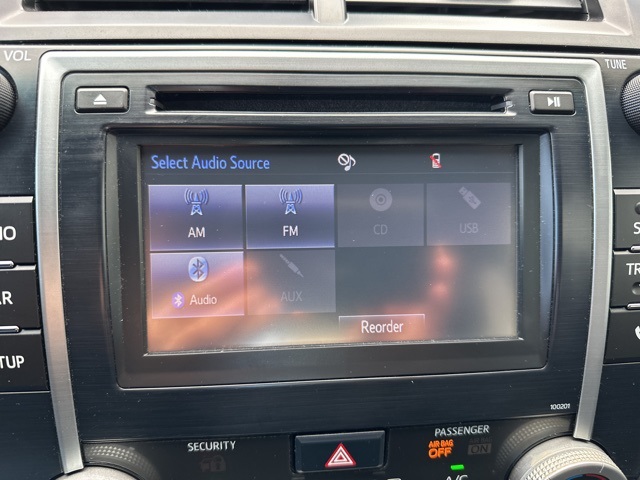 VOL
TUNE
Select Audio Source
AM
FM
CD
USB
Audio
AUX
Reorder
100201
SECURITY
PASSENGER
AIR BAG
OFF
ON
A/C